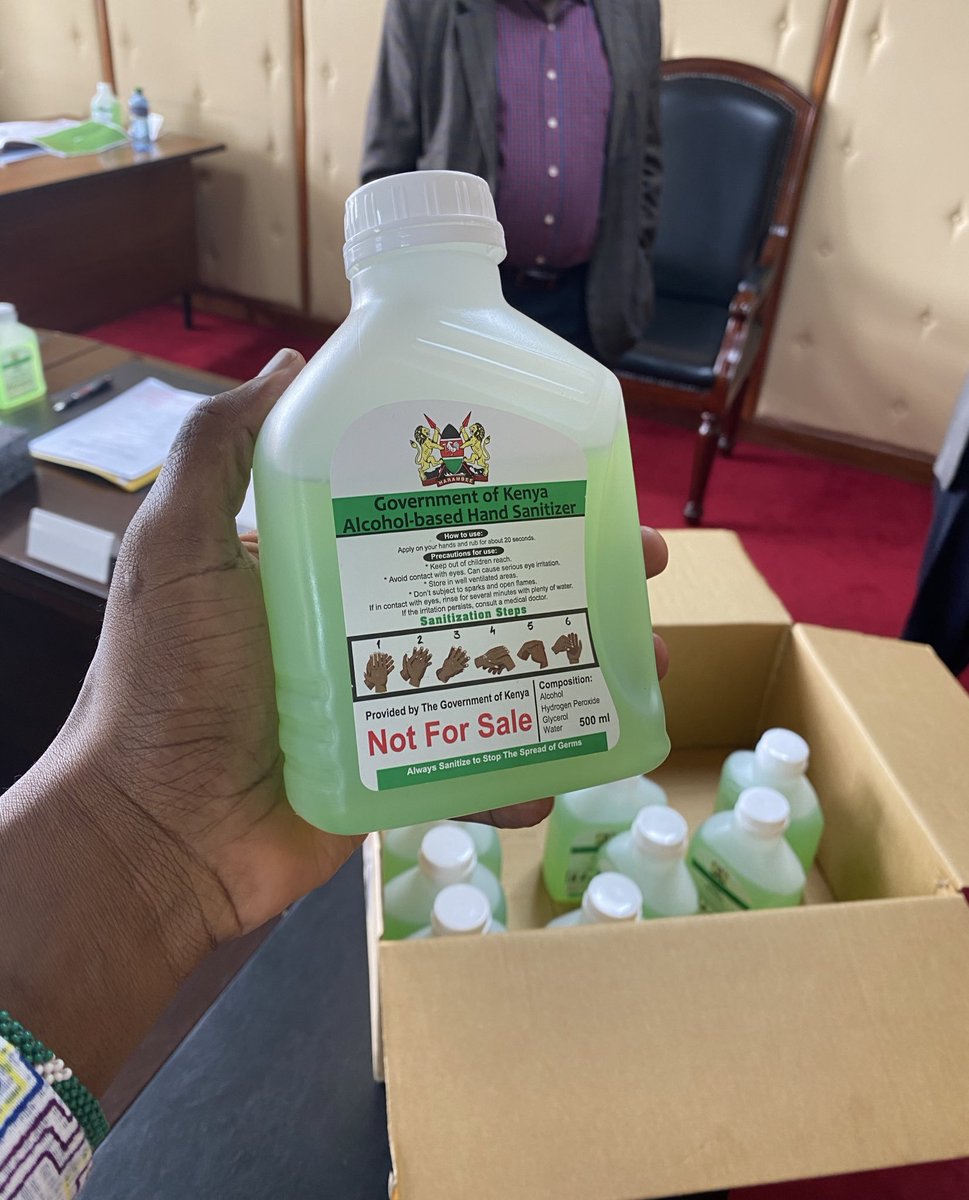 HARAMBEE
Government of Kenya
Alcohol-based Hand Sanitizer
How to use:
Apply on your hands and rub for about 20 seconds.
Precautions for use:
* Keep out of children reach.
* Avoid contact with eyes. Can cause serious eye irritation.
* Store in well ventilated areas.
* Don't subject to sparks and open flames.
If in contact with eyes, rinse for several minutes with plenty of water.
If the irritation persists, consult a medical doctor.
Sanitization Steps
1 2 3 4 5 6
Provided by The Government of Kenya
Not For Sale
Composition:
Alcohol
Hydrogen Peroxide
Glycerol
Water 500 ml
Always Sanitize to Stop The Spread of Germs